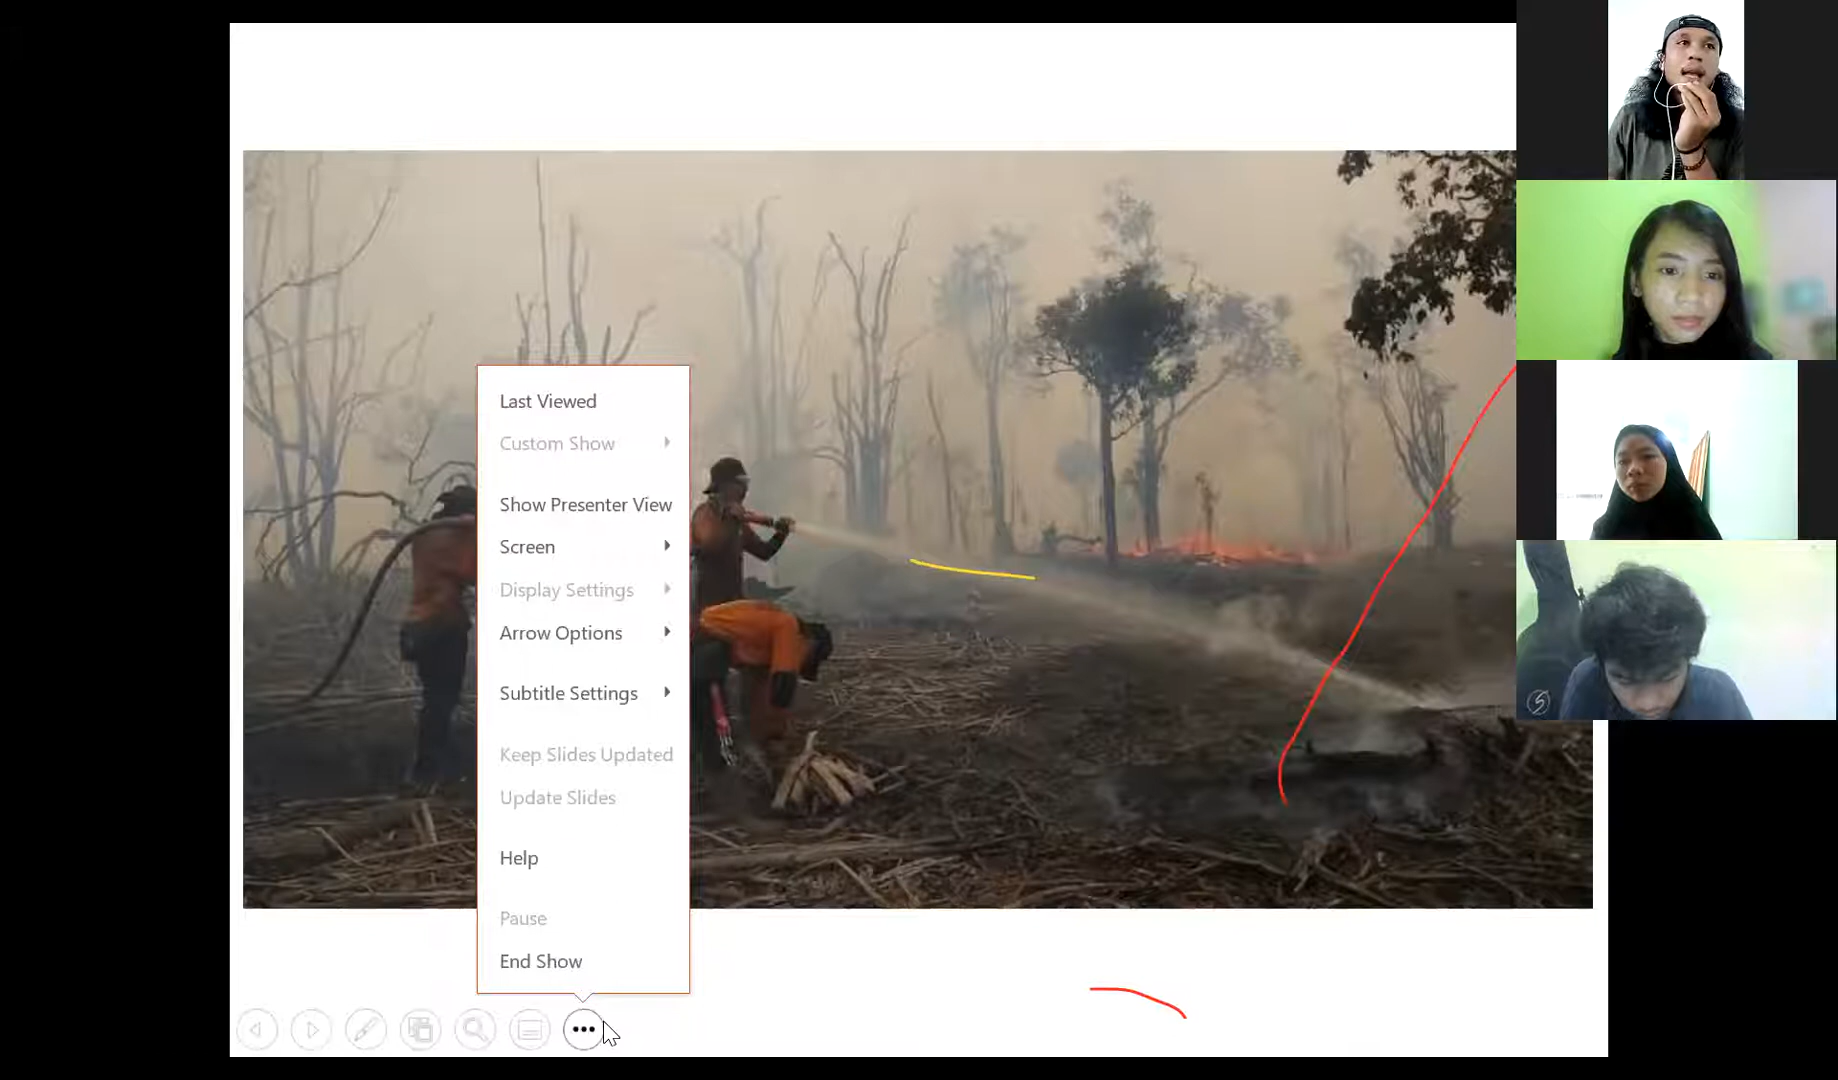 Last Viewed
Custom Show
Show Presenter View
Screen
Display Settings
Arrow Options
Subtitle Settings
Keep Slides Updated
Update Slides
Help
Pause
End Show